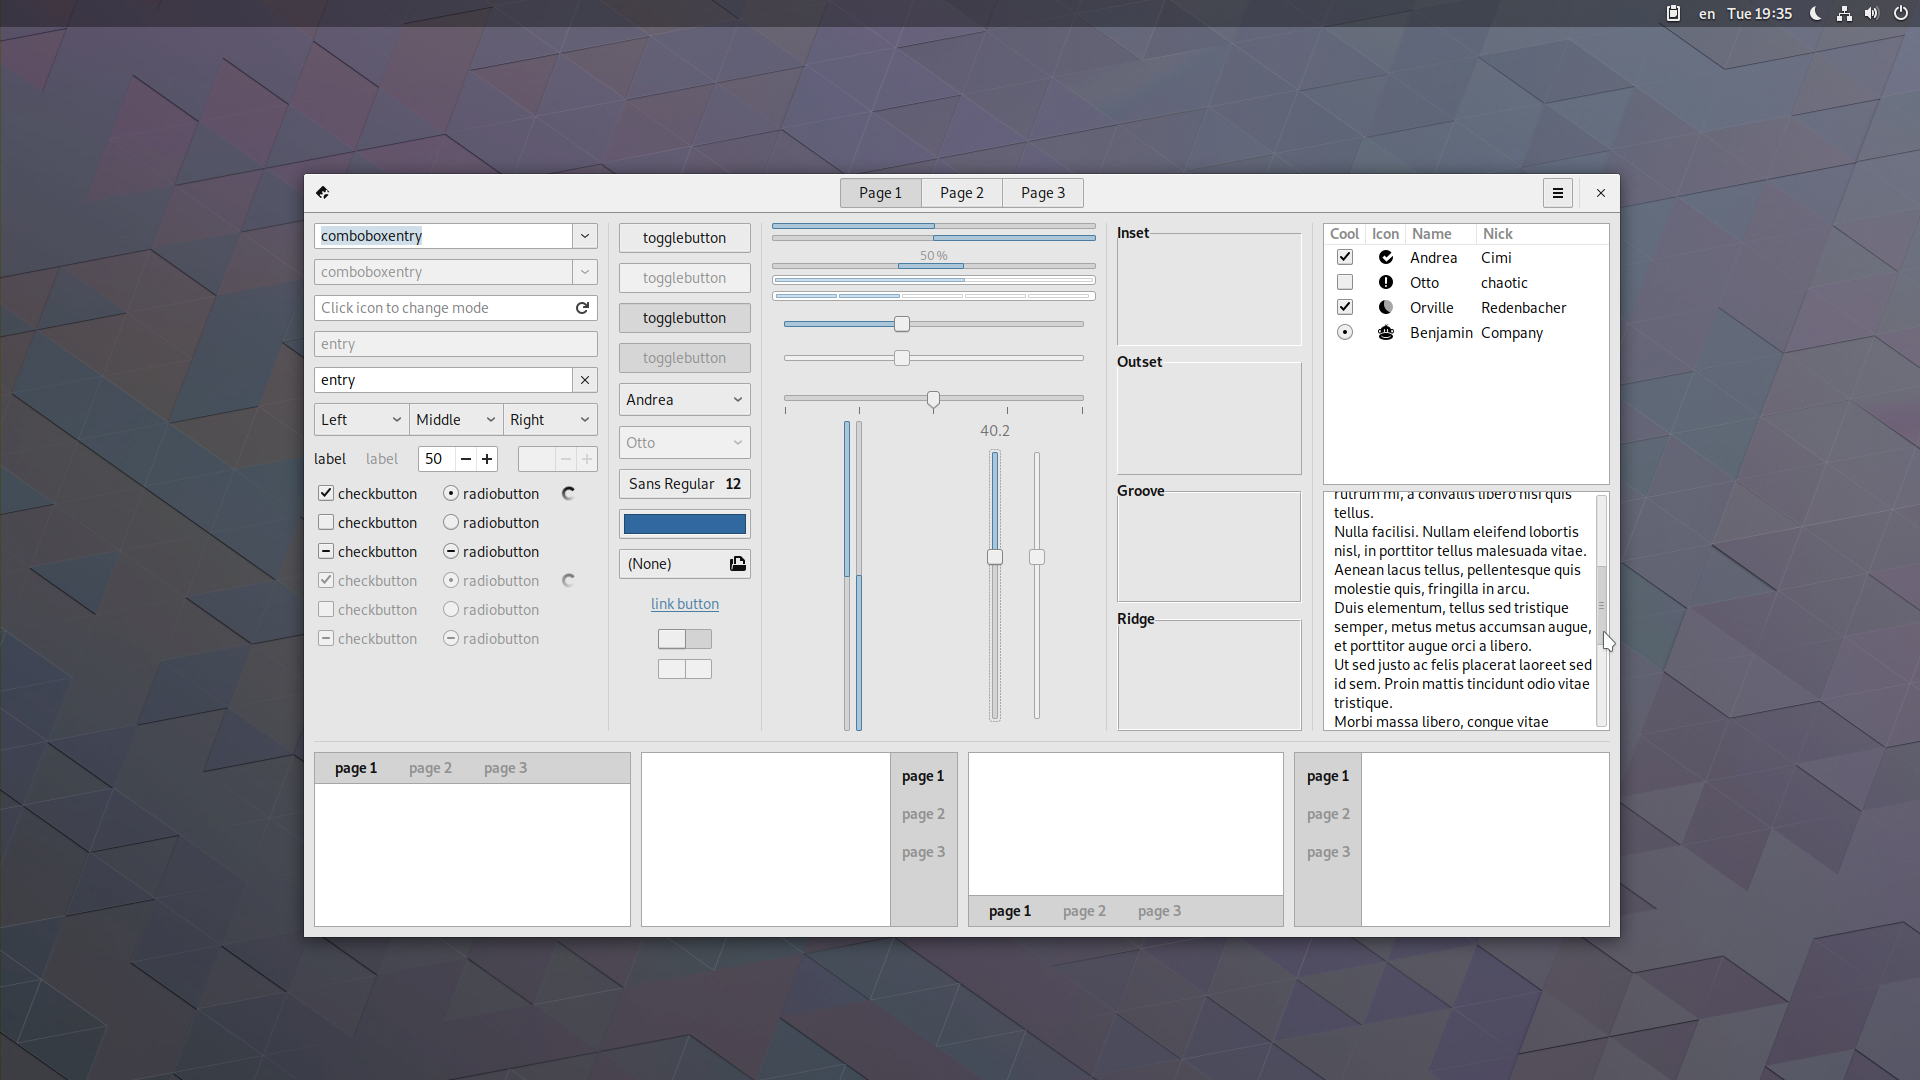 en Tue 19:35
Page 1 Page 2 Page 3
comboboxentry
comboboxentry
Click icon to change mode
entry
entry
Left Middle Right
label label 50
checkbutton radiobutton
checkbutton radiobutton
checkbutton radiobutton
checkbutton radiobutton
checkbutton radiobutton
checkbutton radiobutton
togglebutton
togglebutton
togglebutton
togglebutton
Andrea
Otto
Sans Regular 12
(None)
link button
50 %
40.2
Inset
Outset
Groove
Ridge
Cool Icon Name Nick
Andrea Cimi
Otto chaotic
Orville Redenbacher
Benjamin Company
rutrum mi, a convallis libero nisl quis
tellus.
Nulla facilisi. Nullam eleifend lobortis
nisl, in porttitor tellus malesuada vitae.
Aenean lacus tellus, pellentesque quis
molestie quis, fringilla in arcu.
Duis elementum, tellus sed tristique
semper, metus metus accumsan augue,
et porttitor augue orci a libero.
Ut sed justo ac felis placerat laoreet sed
id sem. Proin mattis tincidunt odio vitae
tristique.
Morbi massa libero, congue vitae
page 1 page 2 page 3
page 1
page 2
page 3
page 1 page 2 page 3
page 1
page 2
page 3